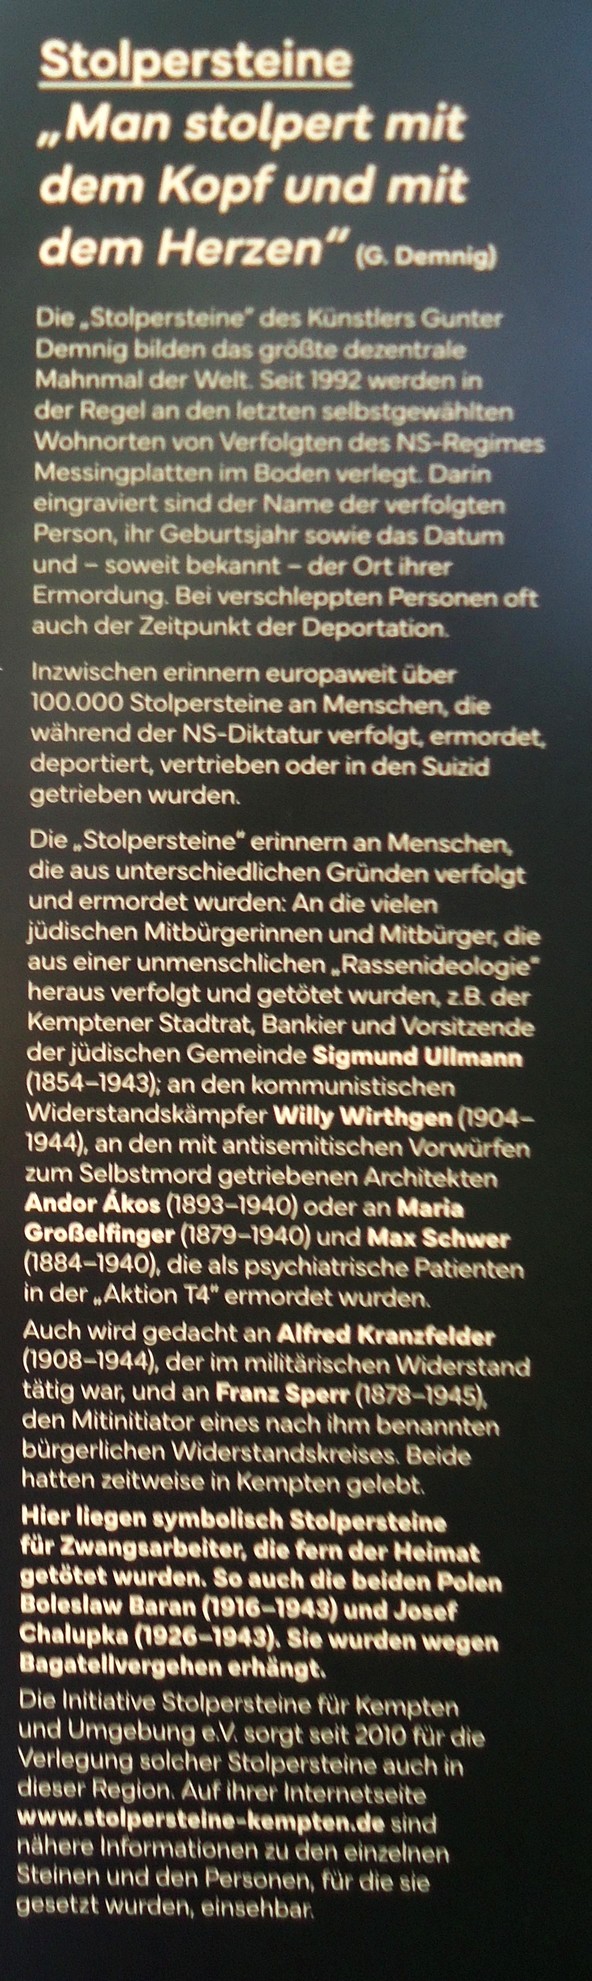 Stolpersteine
„Man stolpert mit
dem Kopf und mit
dem Herzen“ (G. Demnig)
Die „Stolpersteine“ des Künstlers Gunter
Demnig bilden das größte dezentrale
Mahnmal der Welt. Seit 1992 werden in
der Regel an den letzten selbstgewählten
Wohnorten von Verfolgten des NS-Regimes
Messingplatten im Boden verlegt. Darin
eingraviert sind der Name der verfolgten
Person, ihr Geburtsjahr sowie das Datum
und – soweit bekannt – der Ort ihrer
Ermordung. Bei verschleppten Personen oft
auch der Zeitpunkt der Deportation.
Inzwischen erinnern europaweit über
100.000 Stolpersteine an Menschen, die
während der NS-Diktatur verfolgt, ermordet,
deportiert, vertrieben oder in den Suizid
getrieben wurden.
Die „Stolpersteine“ erinnern an Menschen,
die aus unterschiedlichen Gründen verfolgt
und ermordet wurden: An die vielen
jüdischen Mitbürgerinnen und Mitbürger, die
aus einer unmenschlichen „Rassenideologie“
heraus verfolgt und getötet wurden, z.B. der
Kemptener Stadtrat, Bankier und Vorsitzende
der jüdischen Gemeinde Sigmund Ullmann
(1854–1943); an den kommunistischen
Widerstandskämpfer Willy Wirthgen (1904–
1944), an den mit antisemitischen Vorwürfen
zum Selbstmord getriebenen Architekten
Andor Ákos (1893–1940) oder an Maria
Großelfinger (1879–1940) und Max Schwer
(1884–1940), die als psychiatrische Patienten
in der „Aktion T4“ ermordet wurden.
Auch wird gedacht an Alfred Kranzfelder
(1908–1944), der im militärischen Widerstand
tätig war, und an Franz Sperr (1878–1945),
den Mitinitiator eines nach ihm benannten
bürgerlichen Widerstandskreises. Beide
hatten zeitweise in Kempten gelebt.
Hier liegen symbolisch Stolpersteine
für Zwangsarbeiter, die fern der Heimat
getötet wurden. So auch die beiden Polen
Boleslaw Baran (1916–1943) und Josef
Chalupka (1926–1943). Sie wurden wegen
Bagatellvergehen erhängt.
Die Initiative Stolpersteine für Kempten
und Umgebung e.V. sorgt seit 2010 für die
Verlegung solcher Stolpersteine auch in
dieser Region. Auf ihrer Internetseite
www.stolpersteine-kempten.de sind
nähere Informationen zu den einzelnen
Steinen und den Personen, für die sie
gesetzt wurden, einsehbar.